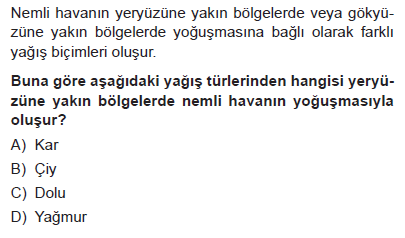 Nemli havanın yeryüzüne yakın bölgelerde veya gökyü-
züne yakın bölgelerde yoğuşmasına bağlı olarak farklı
yağış biçimleri oluşur.
Buna göre aşağıdaki yağış türlerinden hangisi yeryü-
züne yakın bölgelerde nemli havanın yoğuşmasıyla
oluşur?
A) Kar
B) Çiy
C) Dolu
D) Yağmur